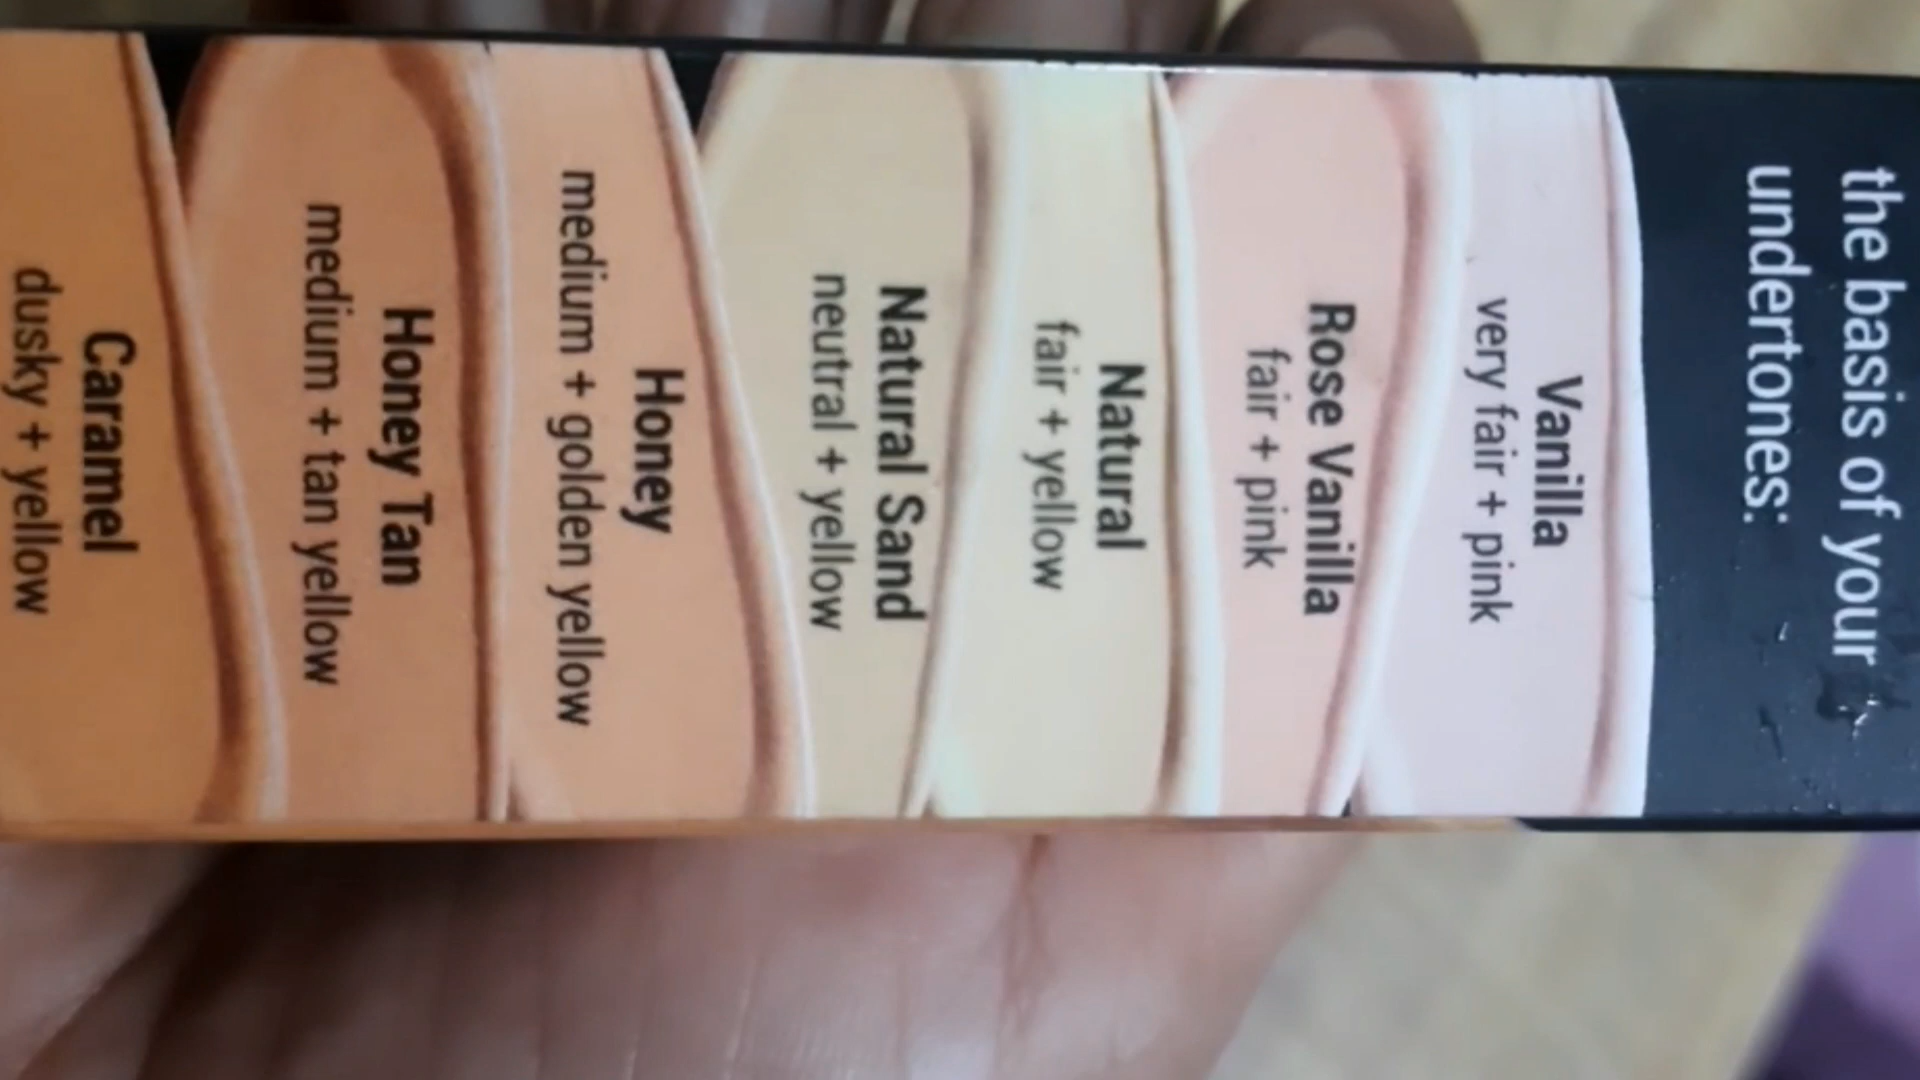 the basis of your
undertones:
Vanilla
very fair + pink
Rose Vanilla
fair + pink
Natural
fair + yellow
Natural Sand
neutral + yellow
Honey
medium + golden yellow
Honey Tan
medium + tan yellow
Caramel
dusky + yellow